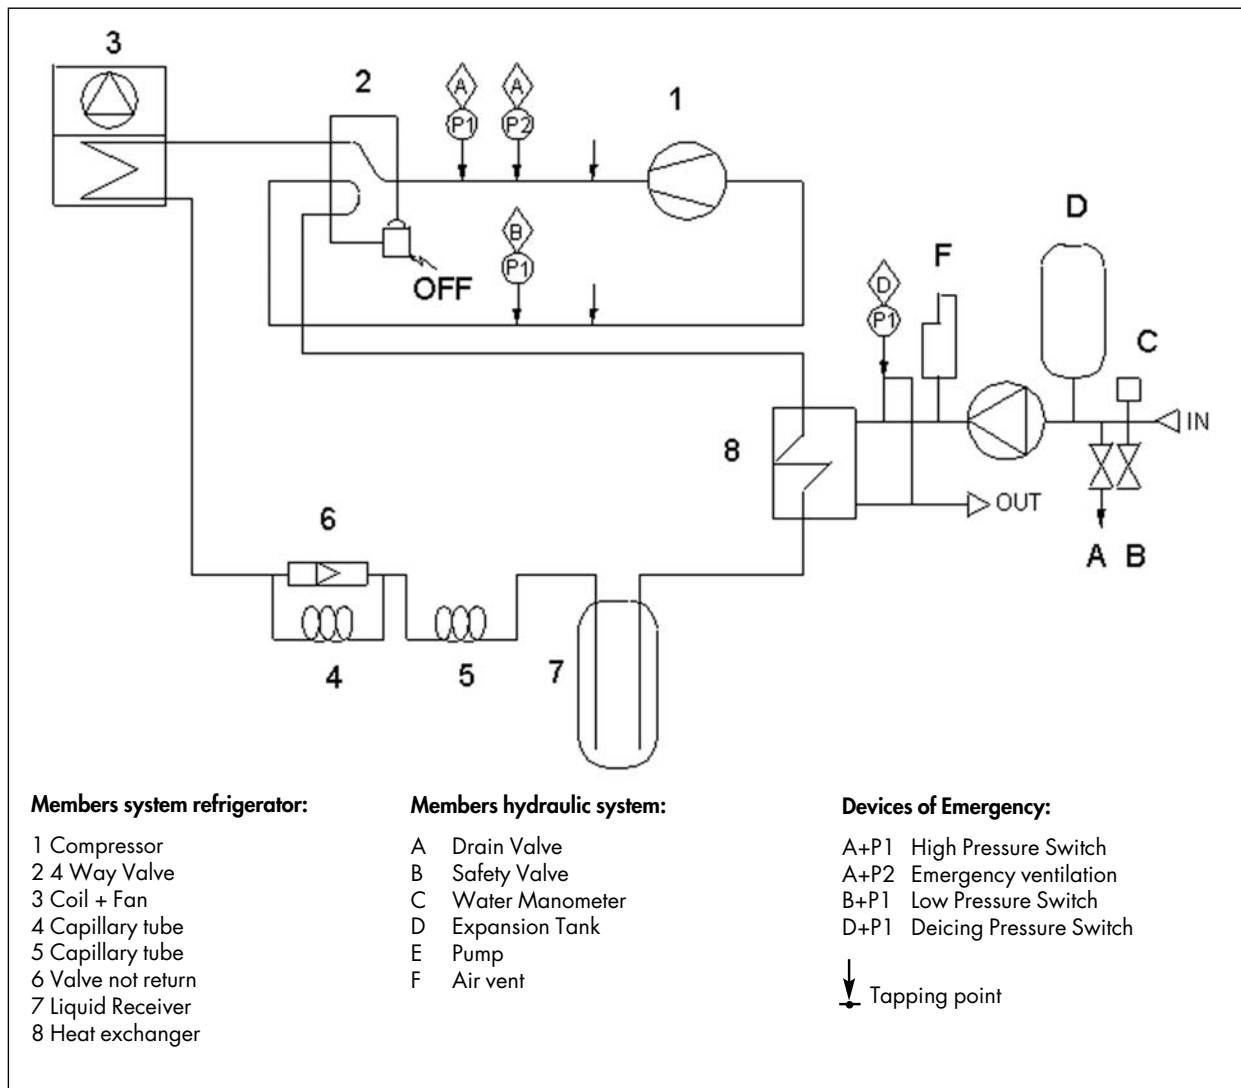 3
2
A
A
1
P1
P2
B
P1
OFF
D
F
D
P1
C
IN
8
OUT
6
A
B
4
5
7
Members system refrigerator:
1 Compressor
2 4 Way Valve
3 Coil + Fan
4 Capillary tube
5 Capillary tube
6 Valve not return
7 Liquid Receiver
8 Heat exchanger
Members hydraulic system:
A Drain Valve
B Safety Valve
C Water Manometer
D Expansion Tank
E Pump
F Air vent
Devices of Emergency:
A+P1 High Pressure Switch
A+P2 Emergency ventilation
B+P1 Low Pressure Switch
D+P1 Deicing Pressure Switch
Tapping point